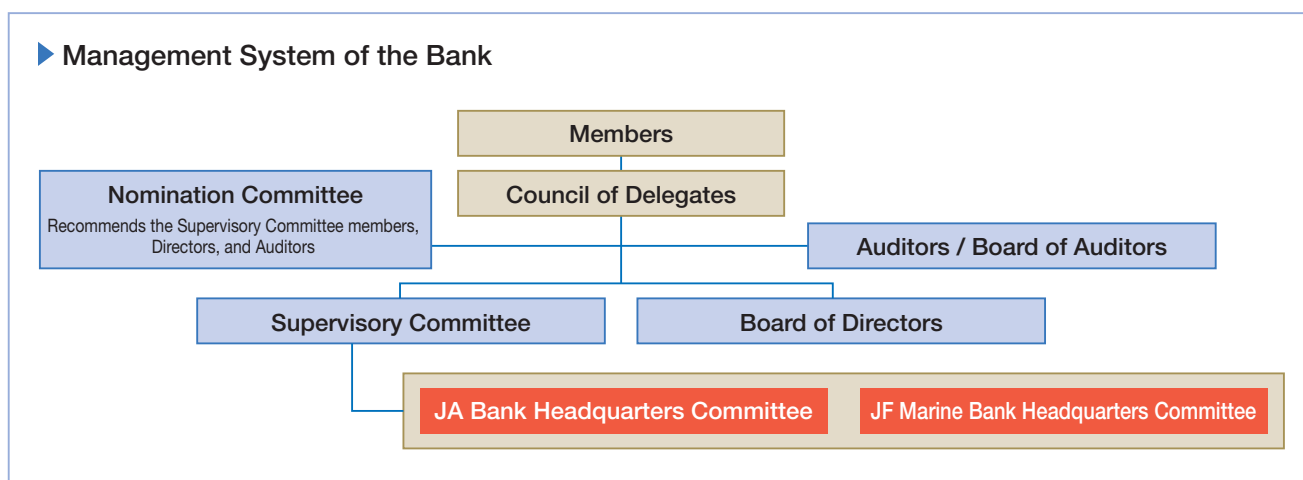 Management System of the Bank
Members
Council of Delegates
Nomination Committee
Recommends the Supervisory Committee members,
Directors, and Auditors
Auditors / Board of Auditors
Supervisory Committee
Board of Directors
JA Bank Headquarters Committee
JF Marine Bank Headquarters Committee